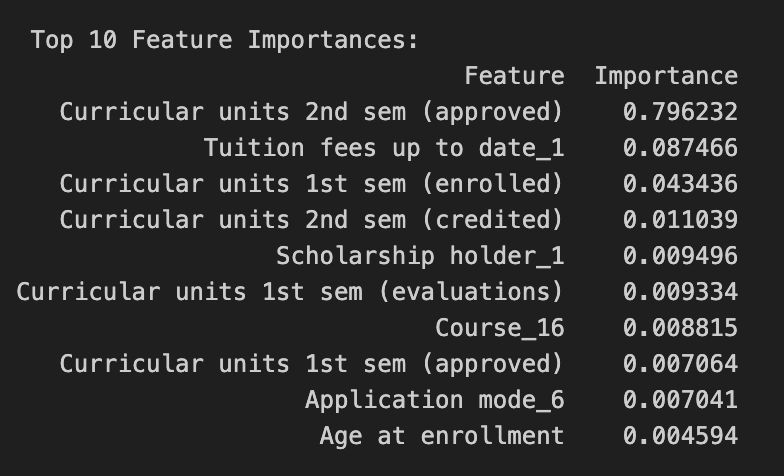 Top 10 Feature Importances:
Feature Importance
Curricular units 2nd sem (approved) 0.796232
Tuition fees up to date_1 0.087466
Curricular units 1st sem (enrolled) 0.043436
Curricular units 2nd sem (credited) 0.011039
Scholarship holder_1 0.009496
Curricular units 1st sem (evaluations) 0.009334
Course_16 0.008815
Curricular units 1st sem (approved) 0.007064
Application mode_6 0.007041
Age at enrollment 0.004594